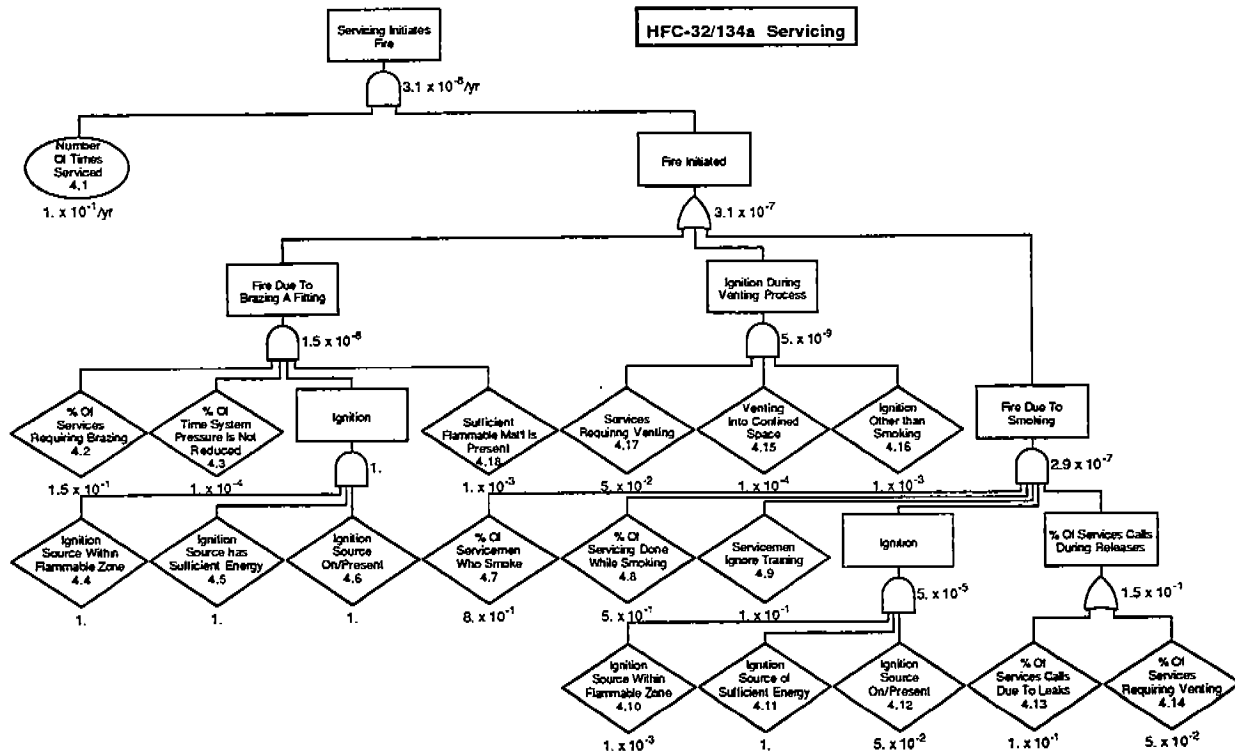 HFC-32/134a Servicing
Servicing Initiates
Fire
3.1 x 10⁻⁸/yr
Number
Of Times
Serviced
4.1
1. x 10⁻¹/yr
Fire Initiated
3.1 x 10⁻⁷
Fire Due To
Brazing A Fitting
1.5 x 10⁻⁸
Ignition During
Venting Process
5. x 10⁻⁹
% Of
Services
Requiring Brazing
4.2
1.5 x 10⁻¹
% Of
Time System
Pressure Is Not
Reduced
4.3
1. x 10⁻⁴
Ignition
1.
Sufficient
Flammable Mat'l Is
Present
4.18
1. x 10⁻³
Services
Requiring Venting
4.17
5. x 10⁻²
Venting
Into Confined
Space
4.15
1. x 10⁻⁴
Ignition
Other than
Smoking
4.16
1. x 10⁻³
Fire Due To
Smoking
2.9 x 10⁻⁷
Ignition
Source Within
Flammable Zone
4.4
1.
Ignition
Source has
Sufficient Energy
4.5
1.
Ignition
Source
On/Present
4.6
1.
% Of
Servicemen
Who Smoke
4.7
8. x 10⁻¹
% Of
Servicing Done
While Smoking
4.8
5. x 10⁻¹
Servicemen
Ignore Training
4.9
1. x 10⁻¹
Ignition
5. x 10⁻⁵
% Of Services Calls
During Releases
1.5 x 10⁻¹
Ignition
Source Within
Flammable Zone
4.10
1. x 10⁻³
Ignition
Source of
Sufficient Energy
4.11
1.
Ignition
Source
On/Present
4.12
5. x 10⁻²
% Of
Services Calls
Due To Leaks
4.13
1. x 10⁻¹
% Of
Services
Requiring Venting
4.14
5. x 10⁻²